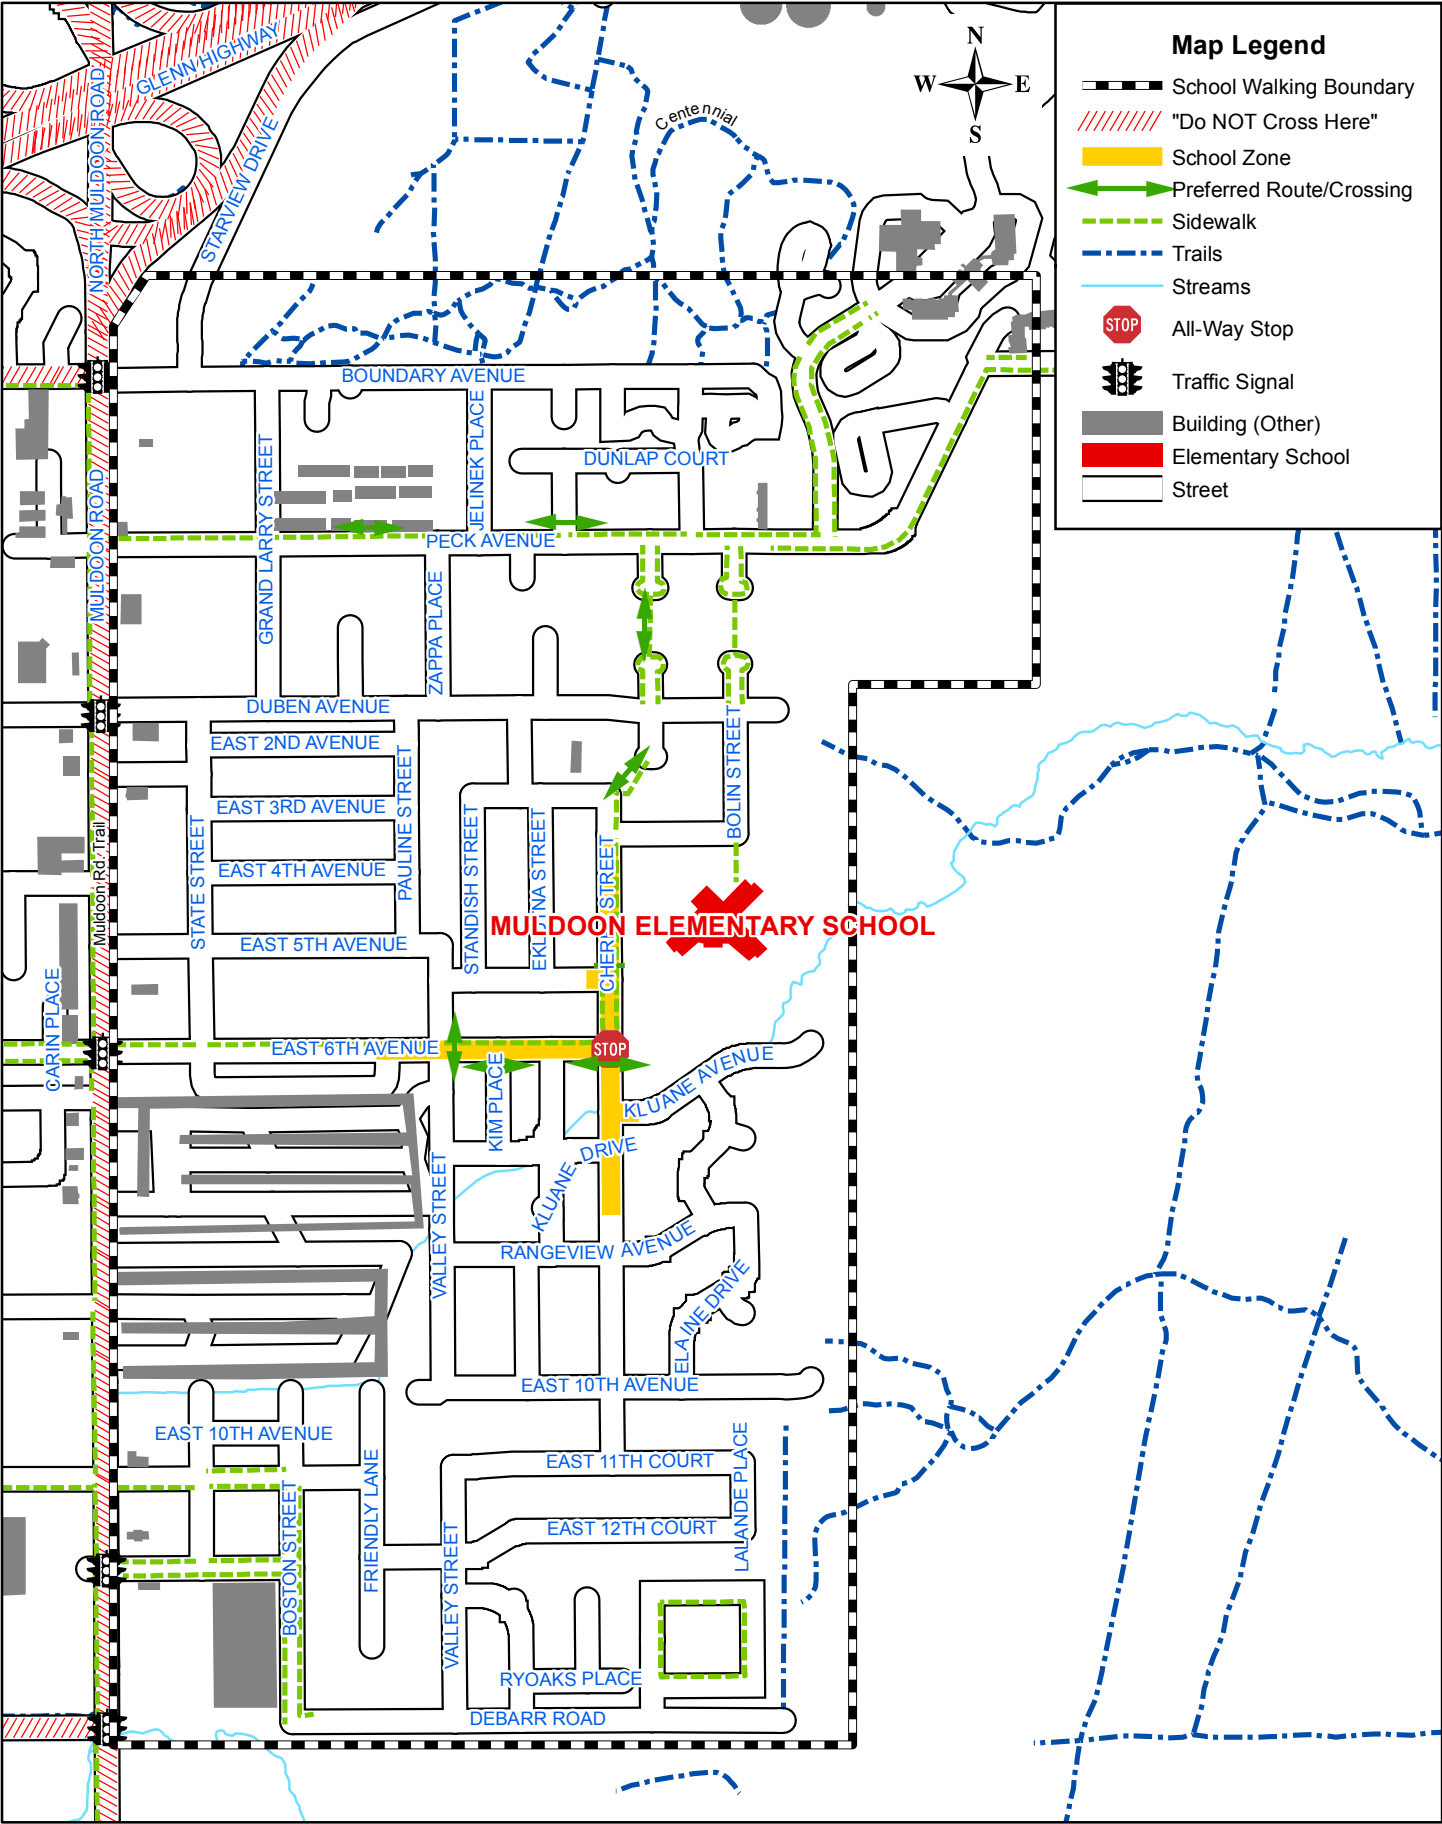 Map Legend
School Walking Boundary
"Do NOT Cross Here"
School Zone
Preferred Route/Crossing
Sidewalk
Trails
Streams
STOP
All-Way Stop
Traffic Signal
Building (Other)
Elementary School
Street
N
W
E
S
GLENN HIGHWAY
NORTH MULDOON ROAD
STARVIEW DRIVE
Centennial
BOUNDARY AVENUE
JELINEK PLACE
DUNLAP COURT
GRAND LARRY STREET
MULDOON ROAD
PECK AVENUE
ZAPPA PLACE
DUBEN AVENUE
EAST 2ND AVENUE
BOLIN STREET
PAULINE STREET
EAST 3RD AVENUE
STATE STREET
STANDISH STREET
EAST 4TH AVENUE
Muldoon Rd. Trail
MULDOON ELEMENTARY SCHOOL
EAST 5TH AVENUE
CARIN PLACE
EAST 6TH AVENUE
STOP
KIM PLACE
KLUANE AVENUE
KLUANE DRIVE
VALLEY STREET
RANGEVIEW AVENUE
ELAINE DRIVE
EAST 10TH AVENUE
EAST 10TH AVENUE
EAST 11TH COURT
LALANDE PLACE
FRIENDLY LANE
BOSTON STREET
EAST 12TH COURT
VALLEY STREET
RYOAKS PLACE
DEBARR ROAD